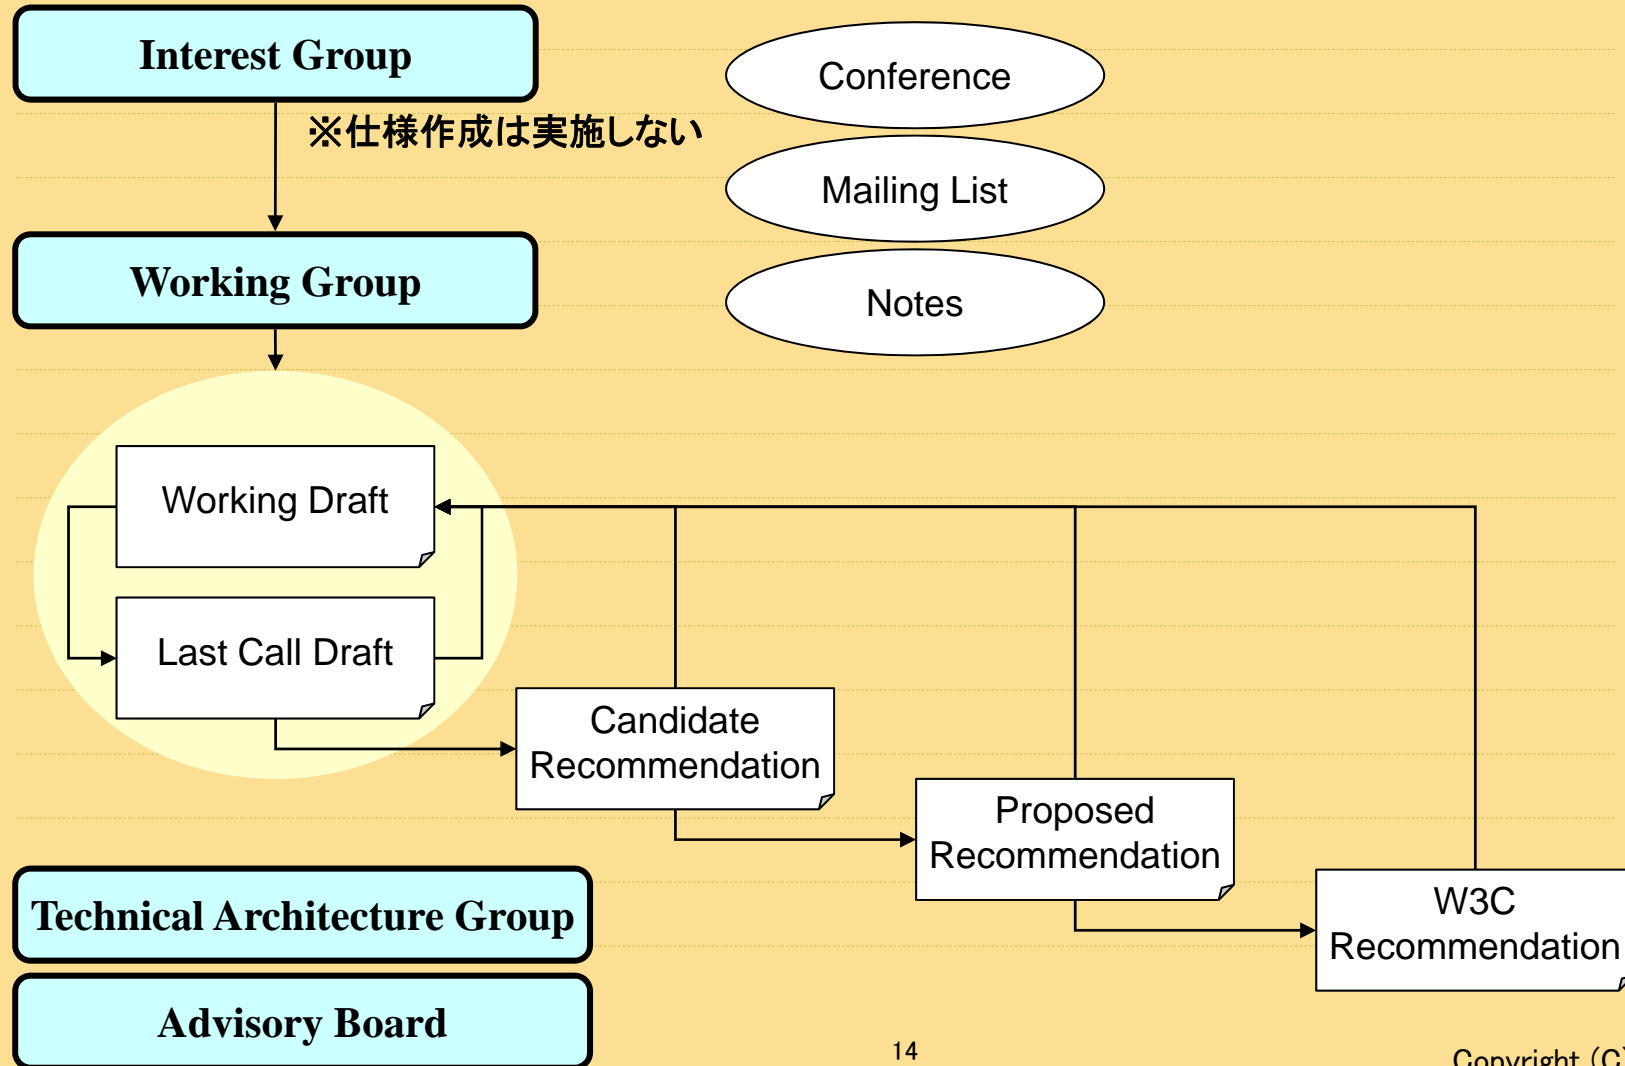 Interest Group
※仕様作成は実施しない
Conference
Mailing List
Working Group
Notes
Working Draft
Last Call Draft
Candidate
Recommendation
Proposed
Recommendation
W3C
Recommendation
Technical Architecture Group
Advisory Board
14
Copyright (C)